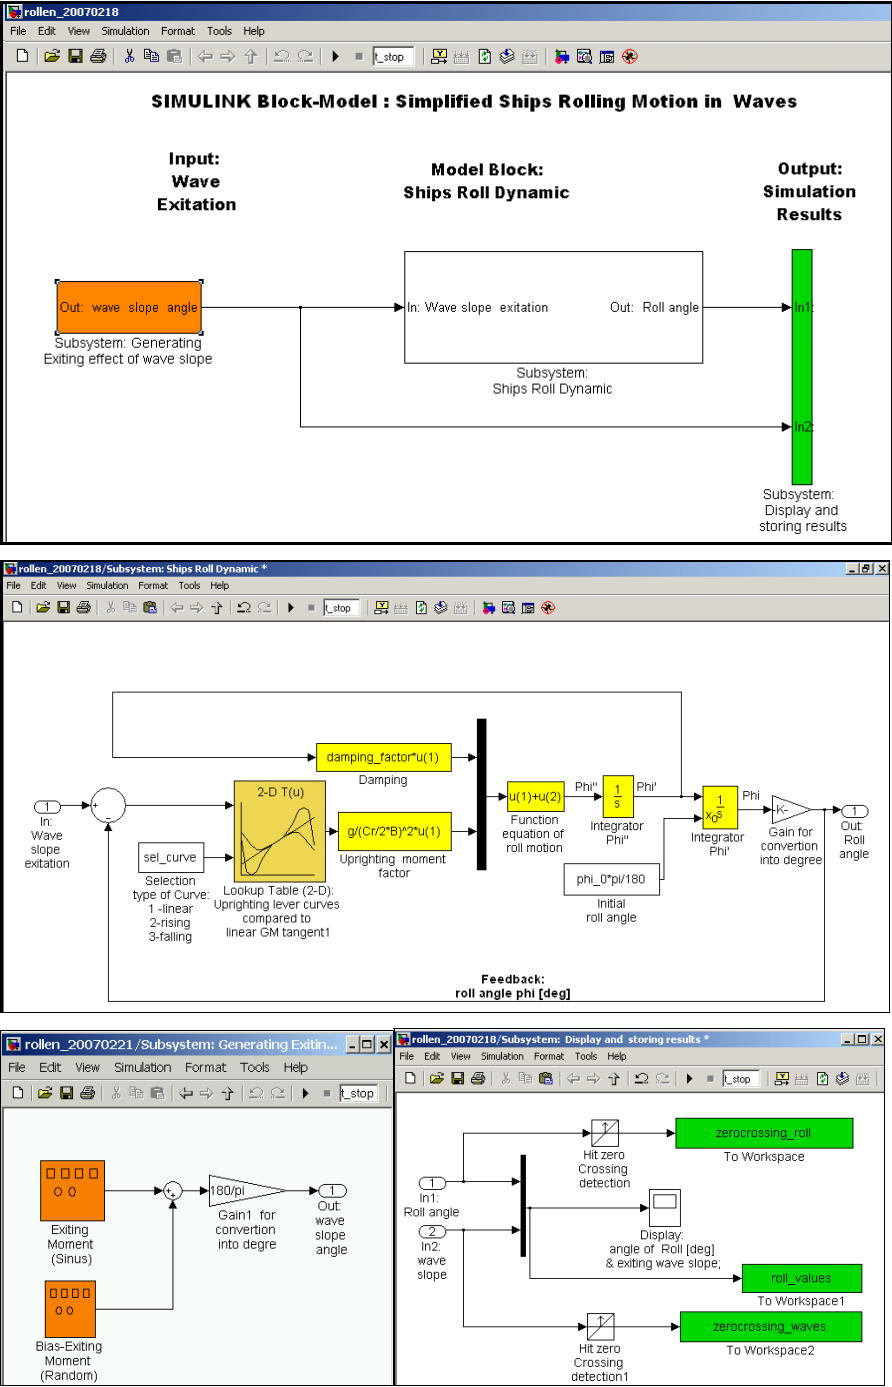 rollen_20070218
File Edit View Simulation Format Tools Help
t_stop
SIMULINK Block-Model : Simplified Ships Rolling Motion in Waves
Input:
Wave
Exitation
Model Block:
Ships Roll Dynamic
Output:
Simulation
Results
Out: wave slope angle
Subsystem: Generating
Exiting effect of wave slope
In: Wave slope exitation
Out: Roll angle
Subsystem:
Ships Roll Dynamic
In1:
In2:
Subsystem:
Display and
storing results
rollen_20070218/Subsystem: Ships Roll Dynamic *
File Edit View Simulation Format Tools Help
t_stop
1
In:
Wave
slope
exitation
+
-
damping_factor*u(1)
Damping
2-D T(u)
Lookup Table (2-D):
Uprighting lever curves
compared to
linear GM tangent1
sel_curve
Selection
type of Curve:
1 -linear
2-rising
3-falling
g/(Cr/2*B)^2*u(1)
Uprighting moment
factor
u(1)+u(2)
Function
equation of
roll motion
Phi''
1
s
Integrator
Phi''
Phi'
1
xo s
Integrator
Phi'
phi_0*pi/180
Initial
roll angle
Phi
-K-
Gain for
convertion
into degree
1
Out:
Roll
angle
Feedback:
roll angle phi [deg]
rollen_20070221/Subsystem: Generating Exitin...
File Edit View Simulation Format Tools Help
t_stop
Exiting
Moment
(Sinus)
Bias-Exiting
Moment
(Random)
+
+
180/pi
Gain1 for
convertion
into degre
1
Out:
wave
slope
angle
rollen_20070218/Subsystem: Display and storing results *
File Edit View Simulation Format Tools Help
t_stop
1
In1:
Roll angle
2
In2:
wave
slope
Hit zero
Crossing
detection
zerocrossing_roll
To Workspace
Display:
angle of Roll [deg]
& exiting wave slope;
roll_values
To Workspace1
Hit zero
Crossing
detection1
zerocrossing_waves
To Workspace2